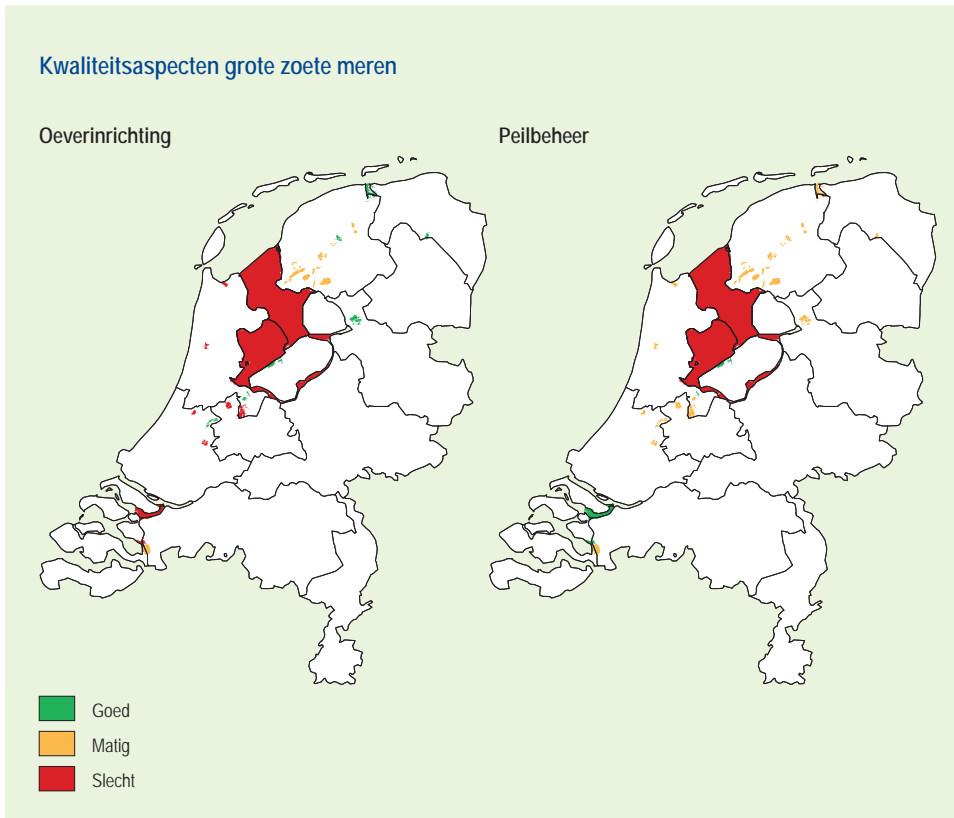 Kwaliteitsaspecten grote zoete meren
Oeverinrichting
Peilbeheer
Goed
Matig
Slecht